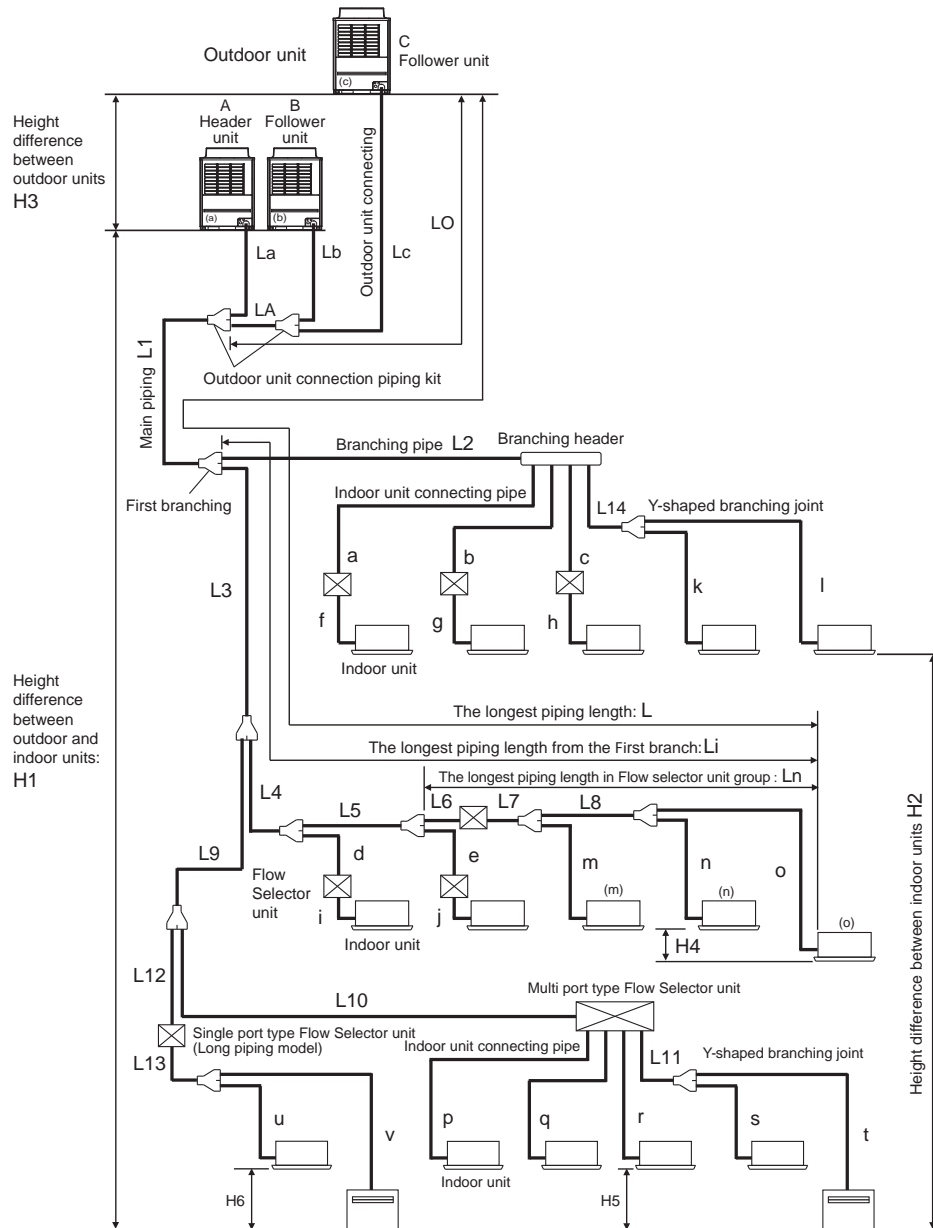 Outdoor unit
C
Follower unit
(c)
Height
difference
between
outdoor units
H3
A
Header
unit
B
Follower
unit
(a)
(b)
La
Lb
Lc
Outdoor unit connecting
LO
LA
Main piping L1
Outdoor unit connection piping kit
Branching pipe L2
Branching header
First branching
Indoor unit connecting pipe
L14
Y-shaped branching joint
L3
a
b
c
k
l
f
g
h
Indoor unit
Height
difference
between
outdoor and
indoor units:
H1
The longest piping length: L
The longest piping length from the First branch: Li
The longest piping length in Flow selector unit group : Ln
L4
L5
L6
L7
L8
L9
d
e
m
n
o
Flow
Selector
unit
(m)
(n)
(o)
i
j
Indoor unit
H4
Height difference between indoor units H2
L12
L10
Multi port type Flow Selector unit
Single port type Flow Selector unit
(Long piping model)
Indoor unit connecting pipe
L13
L11
Y-shaped branching joint
u
v
p
q
r
s
t
Indoor unit
H6
H5